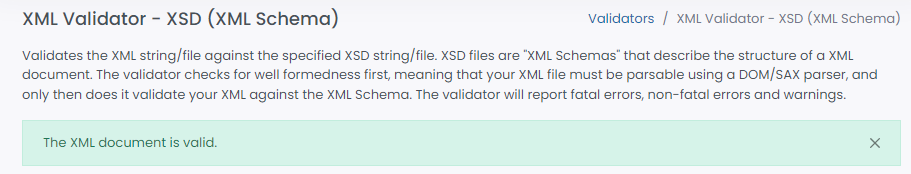 XML Validator - XSD (XML Schema)
Validators / XML Validator - XSD (XML Schema)
Validates the XML string/file against the specified XSD string/file. XSD files are "XML Schemas" that describe the structure of a XML
document. The validator checks for well formedness first, meaning that your XML file must be parsable using a DOM/SAX parser, and
only then does it validate your XML against the XML Schema. The validator will report fatal errors, non-fatal errors and warnings.
The XML document is valid.